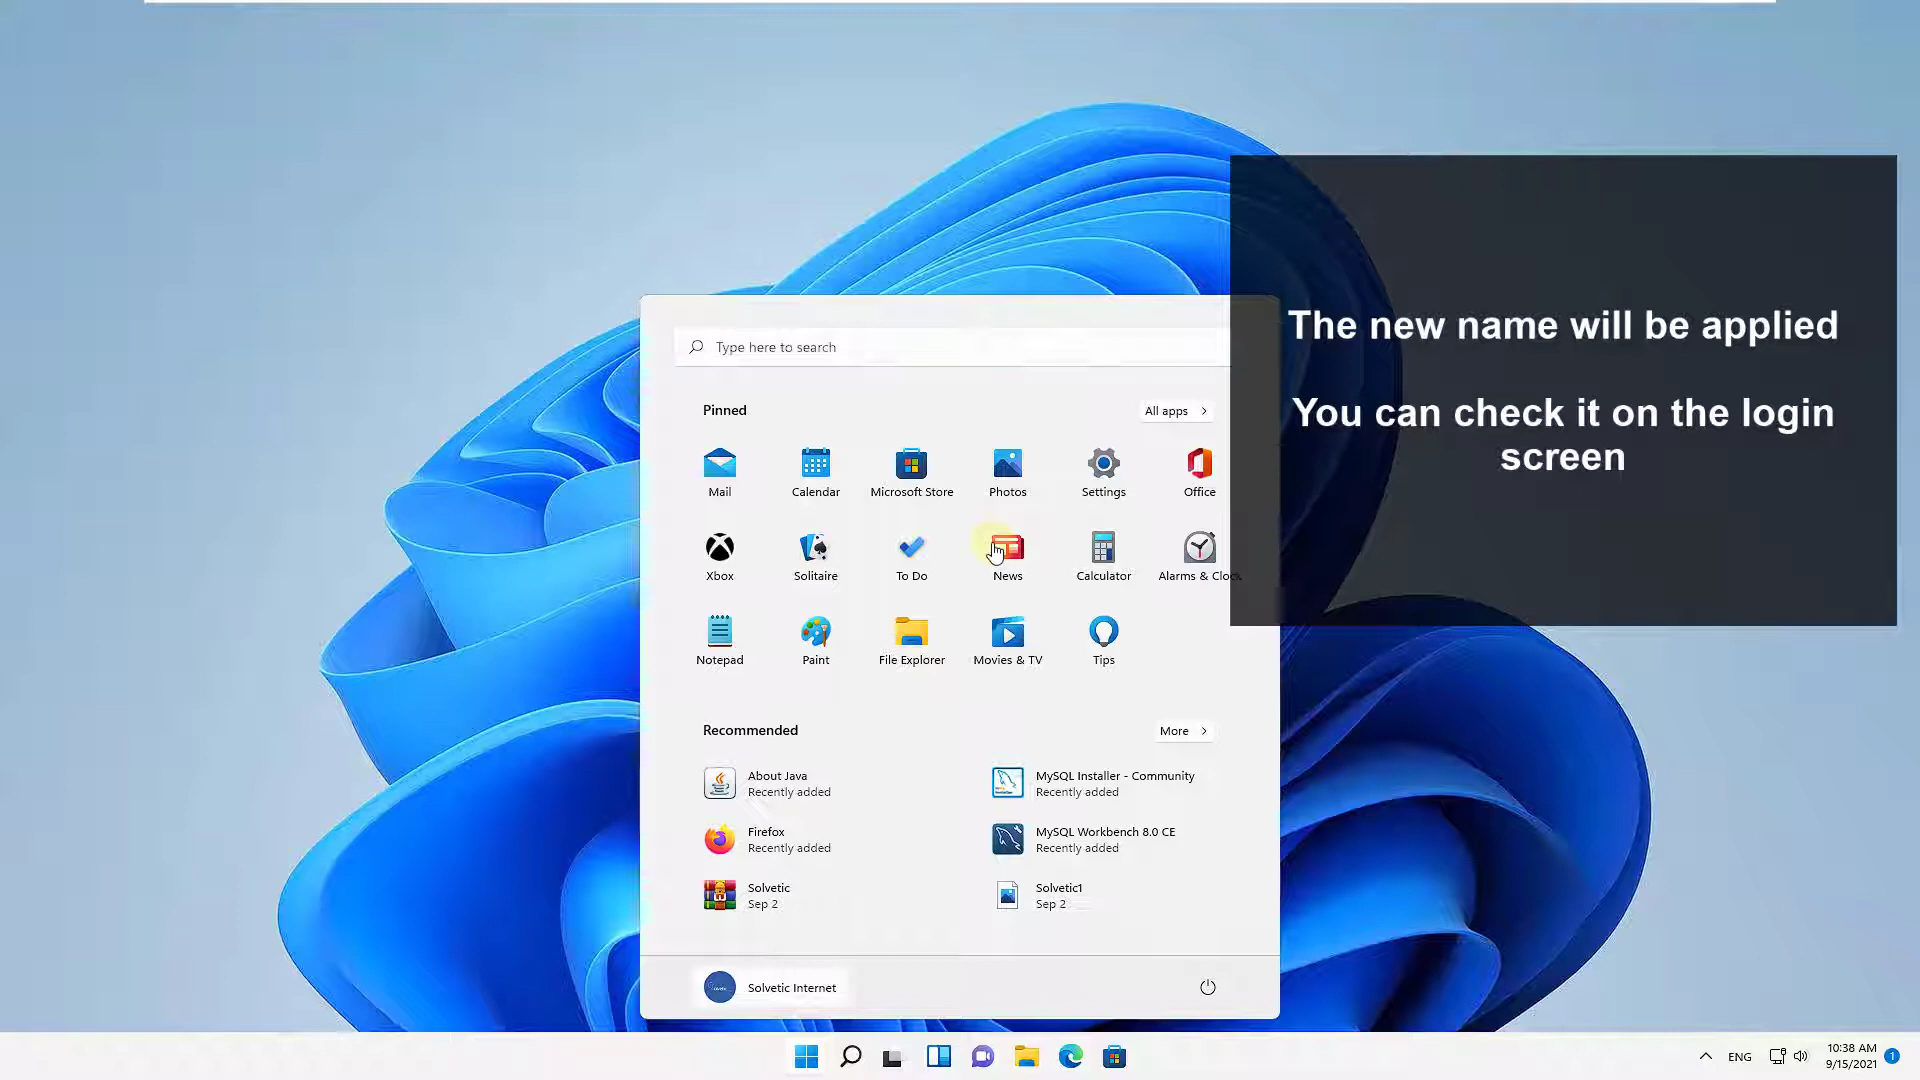 The new name will be applied
You can check it on the login
screen
Type here to search
Pinned
All apps
Mail
Calendar
Microsoft Store
Photos
Settings
Office
Xbox
Solitaire
To Do
News
Calculator
Alarms & Clock
Notepad
Paint
File Explorer
Movies & TV
Tips
Recommended
More
About Java
Recently added
MySQL Installer - Community
Recently added
Firefox
Recently added
MySQL Workbench 8.0 CE
Recently added
Solvetic
Sep 2
Solvetic1
Sep 2
Solvetic Internet
ENG
10:38 AM
9/15/2021
1